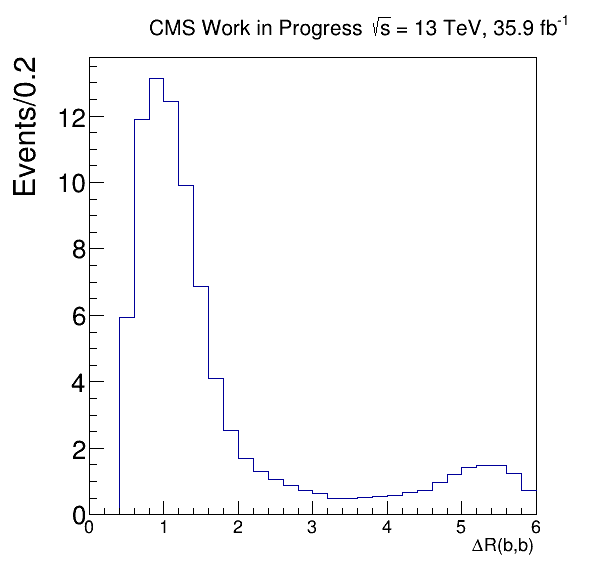 CMS Work in Progress √s = 13 TeV, 35.9 fb⁻¹
Events/0.2
12
10
8
6
4
2
0
0 1 2 3 4 5 6
ΔR(b,b)